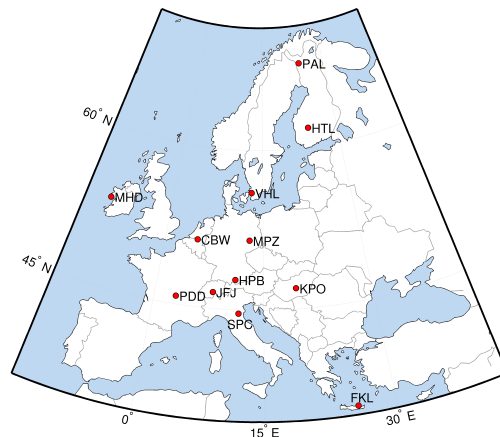 PAL
60° N
HTL
MHD
VHL
CBW
MPZ
45° N
HPB
PDD
JFJ
KPO
SPC
FKL
0°
15° E
30° E